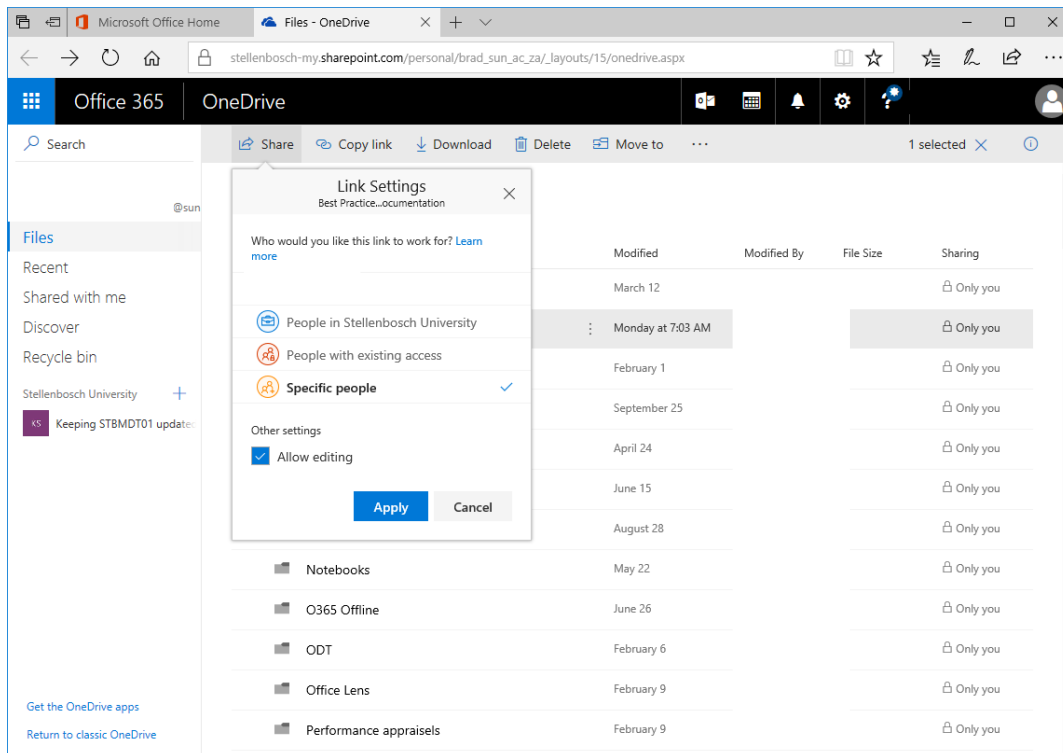 Microsoft Office Home
Files - OneDrive
stellenbosch-my.sharepoint.com/personal/brad_sun_ac_za/_layouts/15/onedrive.aspx
Office 365
OneDrive
Search
Share
Copy link
Download
Delete
Move to
1 selected
@sun
Files
Recent
Shared with me
Discover
Recycle bin
Stellenbosch University
KS
Keeping STBMDT01 update
Get the OneDrive apps
Return to classic OneDrive
Link Settings
Best Practice...ocumentation
Who would you like this link to work for? Learn
more
People in Stellenbosch University
People with existing access
Specific people
Other settings
Allow editing
Apply Cancel
Modified Modified By File Size Sharing
March 12 Only you
Monday at 7:03 AM Only you
February 1 Only you
September 25 Only you
April 24 Only you
June 15 Only you
August 28 Only you
Notebooks May 22 Only you
O365 Offline June 26 Only you
ODT February 6 Only you
Office Lens February 9 Only you
Performance appraisels February 9 Only you